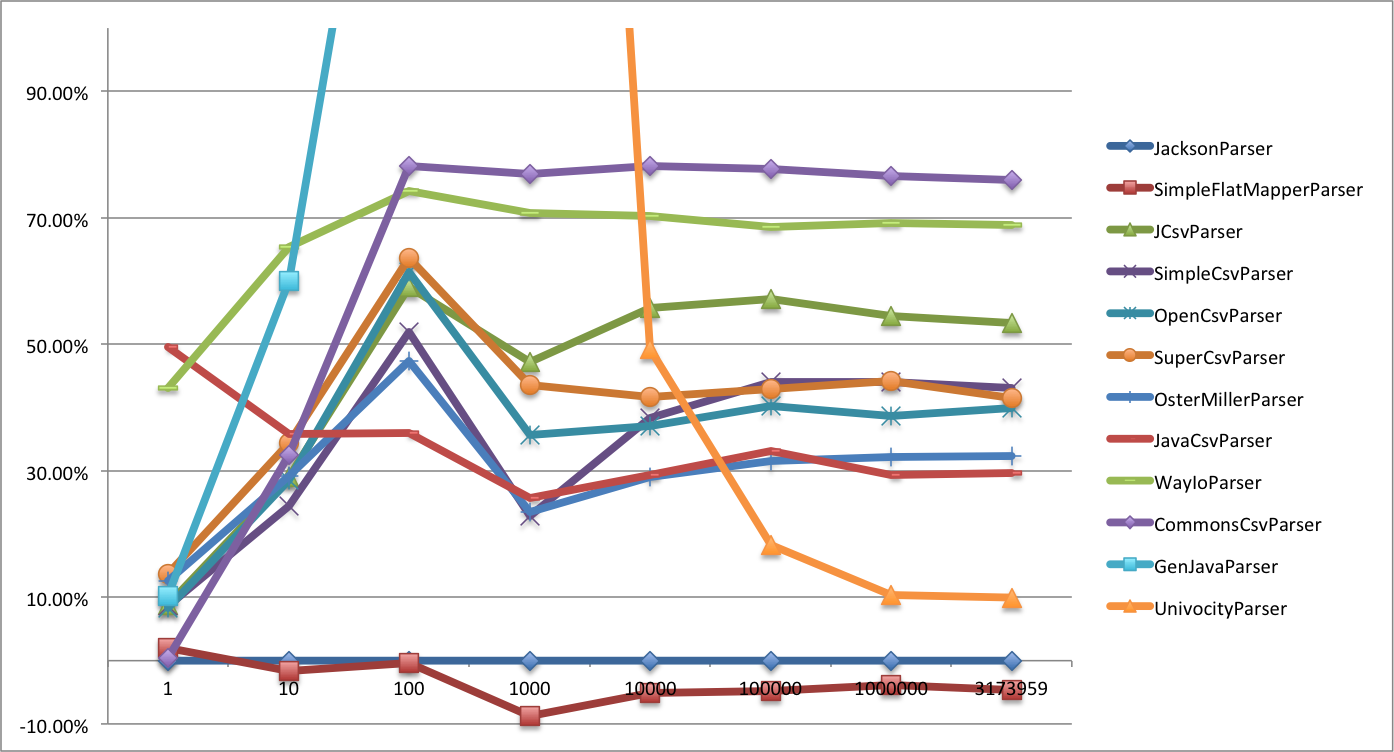 90.00%
70.00%
50.00%
30.00%
10.00%
-10.00%
1 10 100 1000 10000 100000 1000000 3173959
JacksonParser
SimpleFlatMapperParser
JCsvParser
SimpleCsvParser
OpenCsvParser
SuperCsvParser
OsterMillerParser
JavaCsvParser
WayIoParser
CommonsCsvParser
GenJavaParser
UnivocityParser